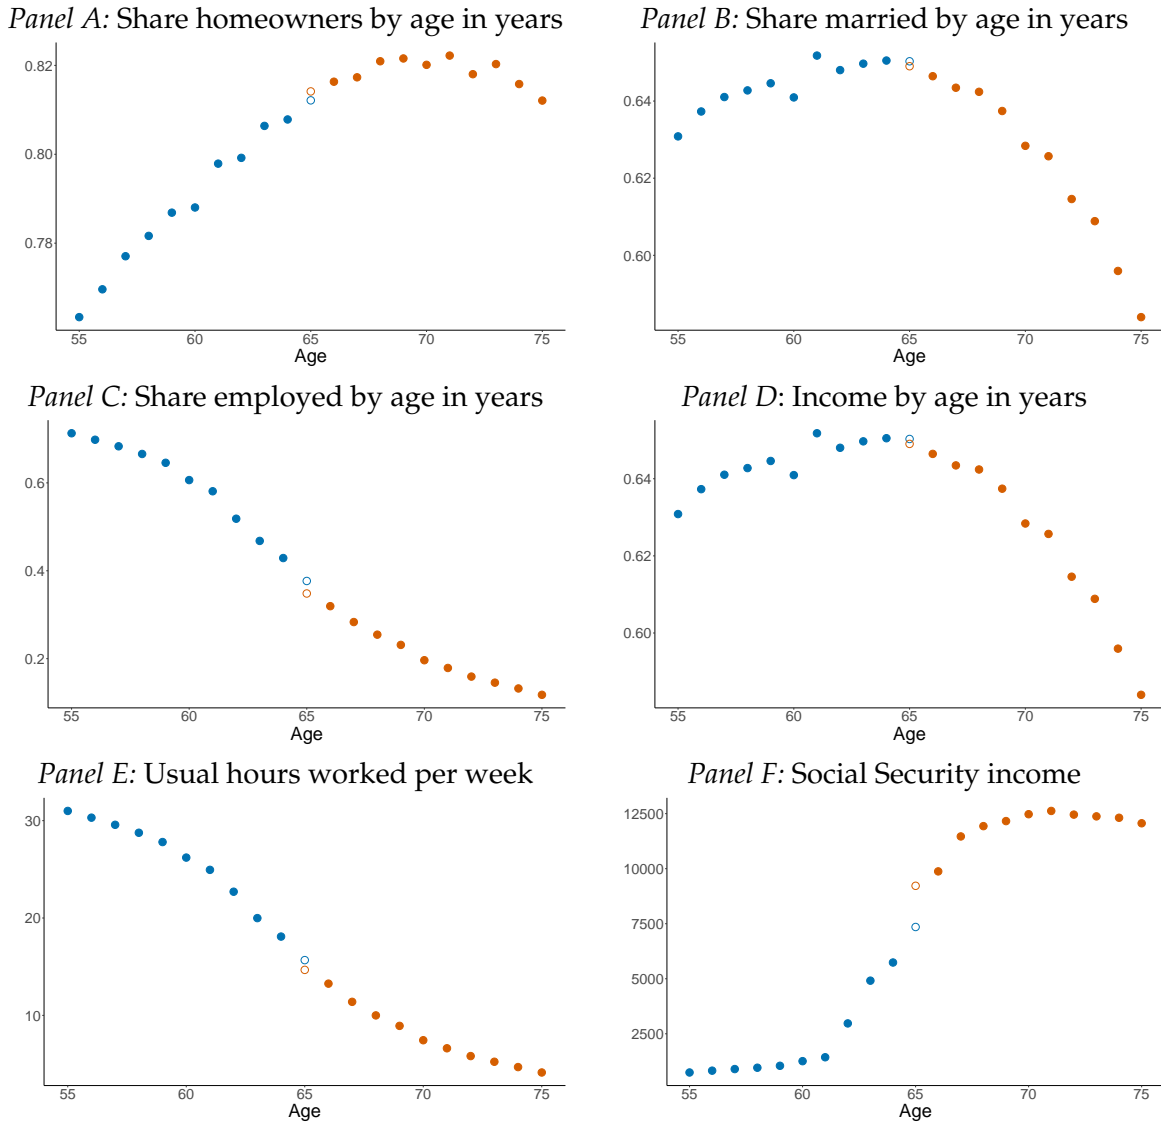 Panel A: Share homeowners by age in years
0.82
0.80
0.78
55 60 65 70 75
Age
Panel B: Share married by age in years
0.64
0.62
0.60
55 60 65 70 75
Age
Panel C: Share employed by age in years
0.6
0.4
0.2
55 60 65 70 75
Age
Panel D: Income by age in years
0.64
0.62
0.60
55 60 65 70 75
Age
Panel E: Usual hours worked per week
30
20
10
55 60 65 70 75
Age
Panel F: Social Security income
12500
10000
7500
5000
2500
55 60 65 70 75
Age